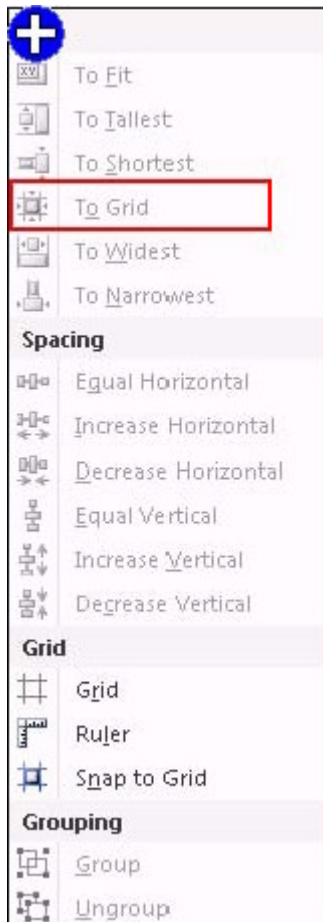 To Fit
To Tallest
To Shortest
To Grid
To Widest
To Narrowest
Spacing
Equal Horizontal
Increase Horizontal
Decrease Horizontal
Equal Vertical
Increase Vertical
Decrease Vertical
Grid
Grid
Ruler
Snap to Grid
Grouping
Group
Ungroup